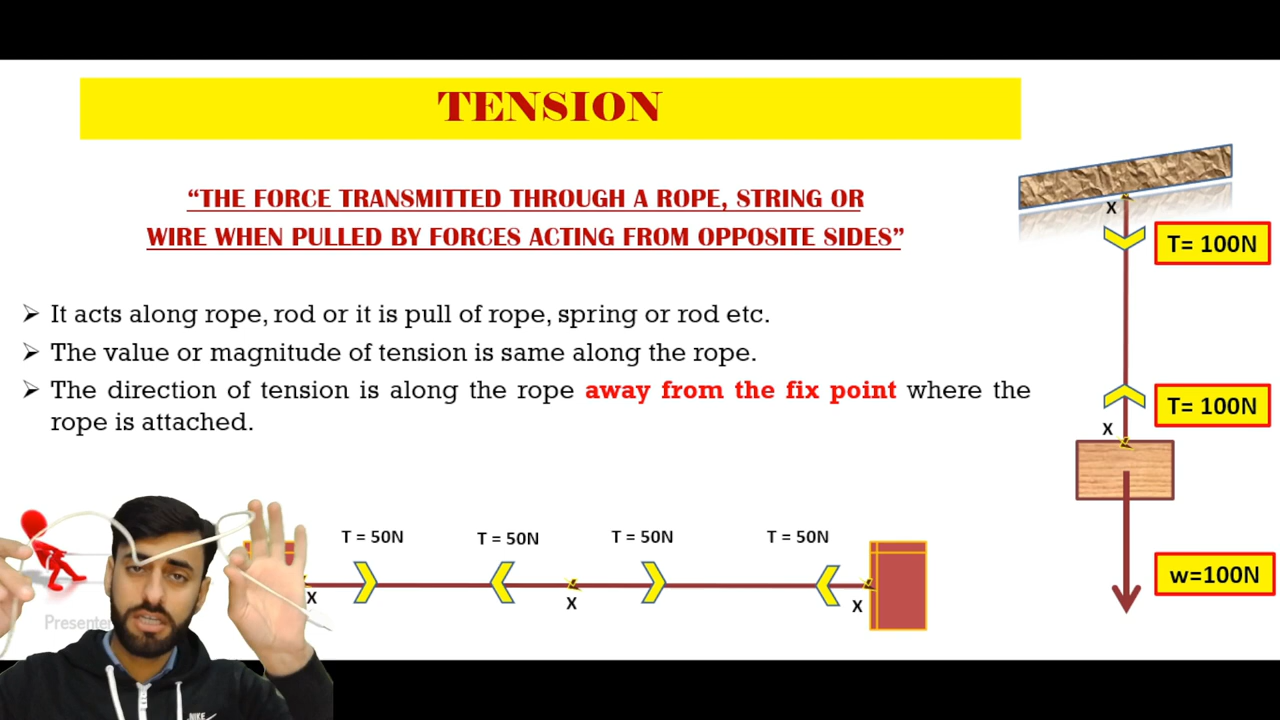 TENSION
“THE FORCE TRANSMITTED THROUGH A ROPE, STRING OR
WIRE WHEN PULLED BY FORCES ACTING FROM OPPOSITE SIDES”
➢ It acts along rope, rod or it is pull of rope, spring or rod etc.
➢ The value or magnitude of tension is same along the rope.
➢ The direction of tension is along the rope away from the fix point where the
rope is attached.
X
T= 100N
T= 100N
X
w=100N
T = 50N
T = 50N
T = 50N
T = 50N
X
X
X
NIKE